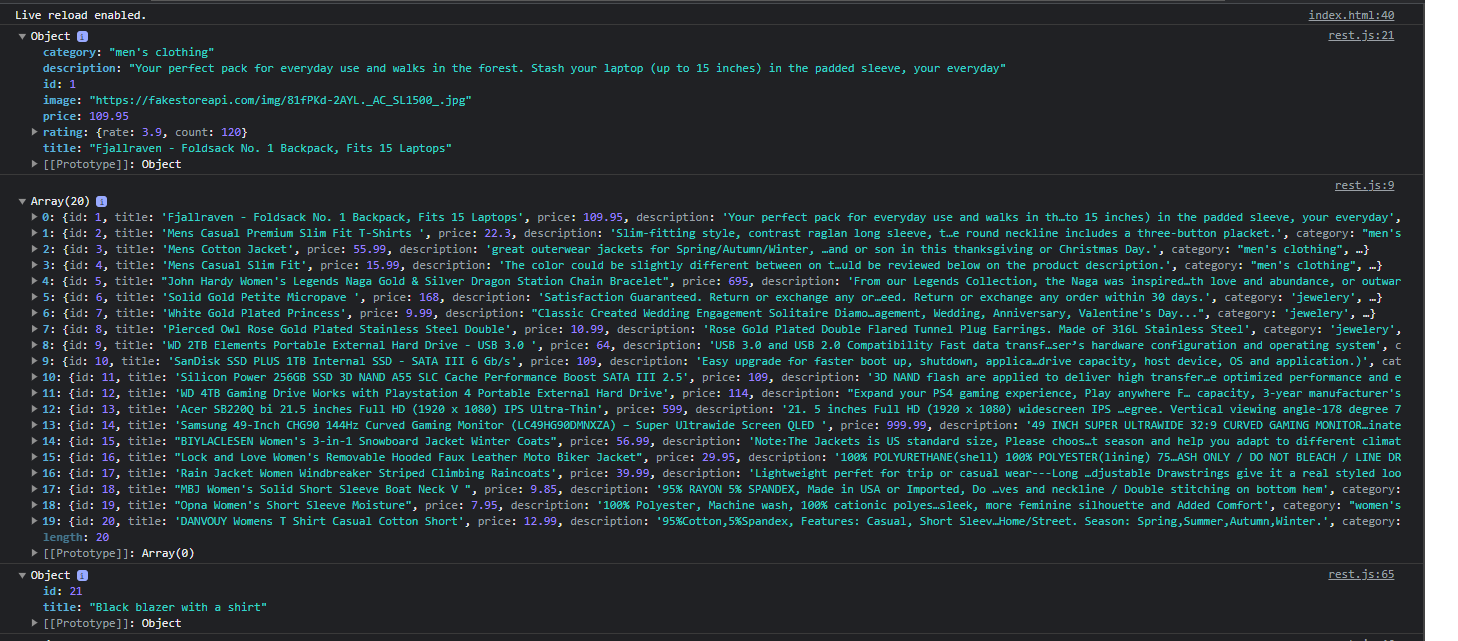 Live reload enabled. index.html:40
Object i rest.js:21
category: "men's clothing"
description: "Your perfect pack for everyday use and walks in the forest. Stash your laptop (up to 15 inches) in the padded sleeve, your everyday"
id: 1
image: "https://fakestoreapi.com/img/81fPKd-2AYL._AC_SL1500_.jpg"
price: 109.95
rating: {rate: 3.9, count: 120}
title: "Fjallraven - Foldsack No. 1 Backpack, Fits 15 Laptops"
[[Prototype]]: Object
rest.js:9
Array(20) i
0: {id: 1, title: 'Fjallraven - Foldsack No. 1 Backpack, Fits 15 Laptops', price: 109.95, description: 'Your perfect pack for everyday use and walks in th…to 15 inches) in the padded sleeve, your everyday',
1: {id: 2, title: 'Mens Casual Premium Slim Fit T-Shirts ', price: 22.3, description: 'Slim-fitting style, contrast raglan long sleeve, t…e round neckline includes a three-button placket.', category: "men's
2: {id: 3, title: 'Mens Cotton Jacket', price: 55.99, description: 'great outerwear jackets for Spring/Autumn/Winter, …and or son in this thanksgiving or Christmas Day.', category: "men's clothing", …}
3: {id: 4, title: 'Mens Casual Slim Fit', price: 15.99, description: 'The color could be slightly different between on t…uld be reviewed below on the product description.', category: "men's clothing", …}
4: {id: 5, title: "John Hardy Women's Legends Naga Gold & Silver Dragon Station Chain Bracelet", price: 695, description: 'From our Legends Collection, the Naga was inspired…th love and abundance, or outwar
5: {id: 6, title: 'Solid Gold Petite Micropave ', price: 168, description: 'Satisfaction Guaranteed. Return or exchange any or…eed. Return or exchange any order within 30 days.', category: 'jewelery', …}
6: {id: 7, title: 'White Gold Plated Princess', price: 9.99, description: "Classic Created Wedding Engagement Solitaire Diamo…agement, Wedding, Anniversary, Valentine's Day...", category: 'jewelery', …}
7: {id: 8, title: 'Pierced Owl Rose Gold Plated Stainless Steel Double', price: 10.99, description: 'Rose Gold Plated Double Flared Tunnel Plug Earrings. Made of 316L Stainless Steel', category: 'jewelery',
8: {id: 9, title: 'WD 2TB Elements Portable External Hard Drive - USB 3.0 ', price: 64, description: 'USB 3.0 and USB 2.0 Compatibility Fast data transf…ser’s hardware configuration and operating system', c
9: {id: 10, title: 'SanDisk SSD PLUS 1TB Internal SSD - SATA III 6 Gb/s', price: 109, description: 'Easy upgrade for faster boot up, shutdown, applica…drive capacity, host device, OS and application.)', cat
10: {id: 11, title: 'Silicon Power 256GB SSD 3D NAND A55 SLC Cache Performance Boost SATA III 2.5', price: 109, description: '3D NAND flash are applied to deliver high transfer…e optimized performance and e
11: {id: 12, title: 'WD 4TB Gaming Drive Works with Playstation 4 Portable External Hard Drive', price: 114, description: "Expand your PS4 gaming experience, Play anywhere F… capacity, 3-year manufacturer's
12: {id: 13, title: 'Acer SB220Q bi 21.5 inches Full HD (1920 x 1080) IPS Ultra-Thin', price: 599, description: '21. 5 inches Full HD (1920 x 1080) widescreen IPS …egree. Vertical viewing angle-178 degree 7
13: {id: 14, title: 'Samsung 49-Inch CHG90 144Hz Curved Gaming Monitor (LC49HG90DMNXZA) – Super Ultrawide Screen QLED ', price: 999.99, description: '49 INCH SUPER ULTRAWIDE 32:9 CURVED GAMING MONITOR…inate
14: {id: 15, title: "BIYLACLESEN Women's 3-in-1 Snowboard Jacket Winter Coats", price: 56.99, description: 'Note:The Jackets is US standard size, Please choos…t season and help you adapt to different climat
15: {id: 16, title: "Lock and Love Women's Removable Hooded Faux Leather Moto Biker Jacket", price: 29.95, description: '100% POLYURETHANE(shell) 100% POLYESTER(lining) 75…ASH ONLY / DO NOT BLEACH / LINE DR
16: {id: 17, title: 'Rain Jacket Women Windbreaker Striped Climbing Raincoats', price: 39.99, description: 'Lightweight perfet for trip or casual wear---Long …djustable Drawstrings give it a real styled loo
17: {id: 18, title: "MBJ Women's Solid Short Sleeve Boat Neck V ", price: 9.85, description: '95% RAYON 5% SPANDEX, Made in USA or Imported, Do …ves and neckline / Double stitching on bottom hem', category:
18: {id: 19, title: "Opna Women's Short Sleeve Moisture", price: 7.95, description: '100% Polyester, Machine wash, 100% cationic polyes…sleek, more feminine silhouette and Added Comfort', category: "women's
19: {id: 20, title: 'DANVOUY Womens T Shirt Casual Cotton Short', price: 12.99, description: '95%Cotton,5%Spandex, Features: Casual, Short Sleev…Home/Street. Season: Spring,Summer,Autumn,Winter.', category:
length: 20
[[Prototype]]: Array(0)
Object i rest.js:65
id: 21
title: "Black blazer with a shirt"
[[Prototype]]: Object